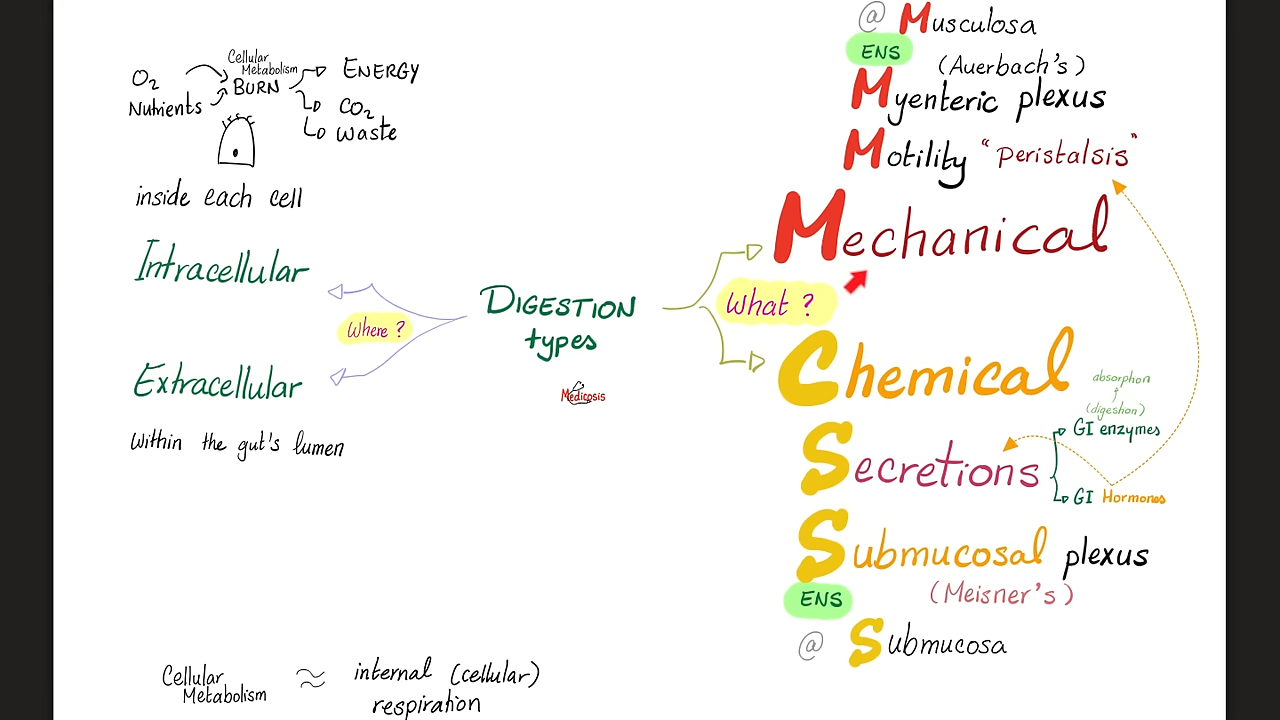 O2
Nutrients
Cellular
Metabolism
BURN
ENERGY
CO2
Waste
inside each cell
Intracellular
Where ?
Extracellular
Within the gut's lumen
DIGESTION
types
Medicosis
What ?
@ Musculosa
ENS
(Auerbach's)
Myenteric plexus
Motility "Peristalsis"
Mechanical
Chemical
absorption
(digestion)
GI enzymes
Secretions
GI Hormones
Submucosal plexus
ENS
(Meisner's)
@ Submucosa
Cellular
Metabolism
≈
internal (cellular)
respiration